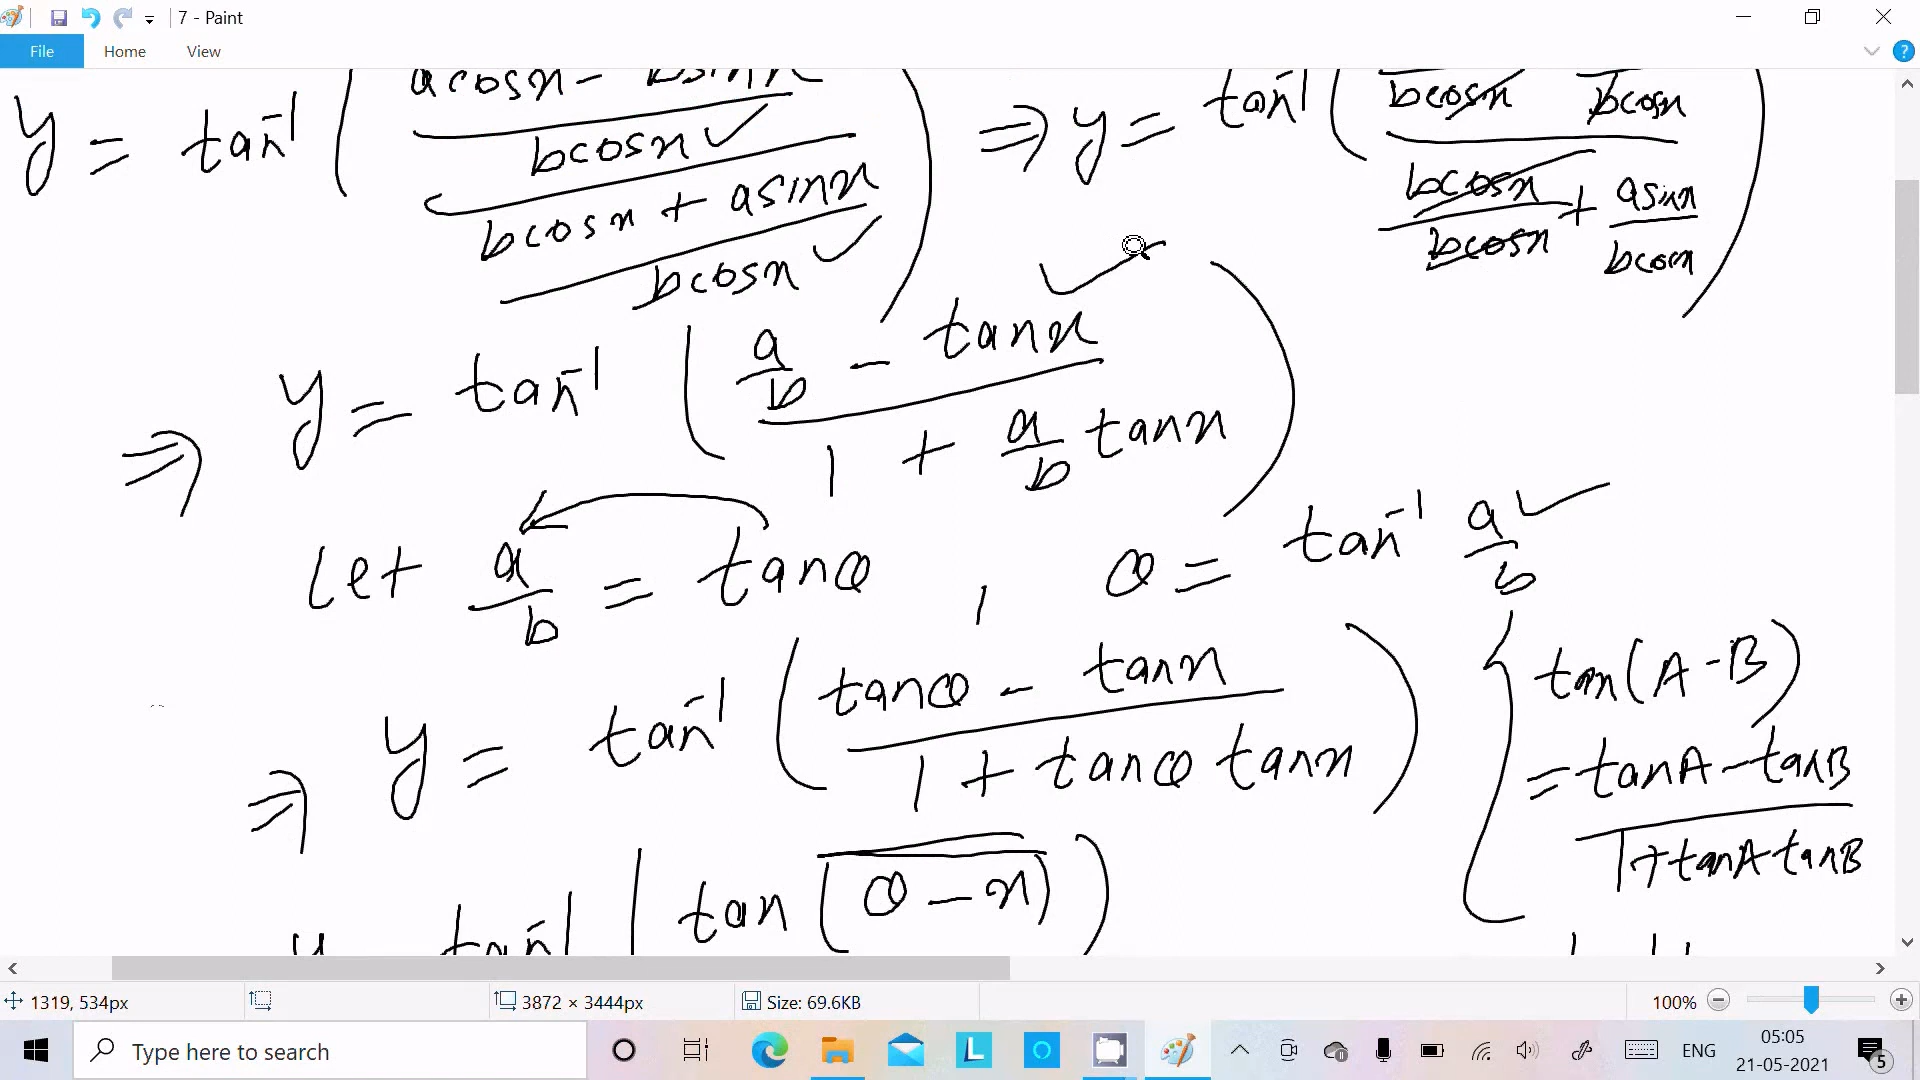 7 - Paint
File Home View
y = tan⁻¹ ( acosx - bsinx / bcosx / bcosx + asinx / bcosx ) ⇒ y = tan⁻¹ ( bcosx bcosx / bcosx / bcosx + asinx / bcosx )
⇒ y = tan⁻¹ ( a/b - tanx / 1 + a/b tanx )
Let a/b = tanθ , θ = tan⁻¹ a/b
⇒ y = tan⁻¹ ( tanθ - tanx / 1 + tanθ tanx )
{ tan(A-B)
= tanA - tanB
1 + tanA tanB
y tan⁻¹ ( tan (θ - x) )
1319, 534px 3872 × 3444px Size: 69.6KB 100%
Type here to search
ENG
05:05
21-05-2021
5